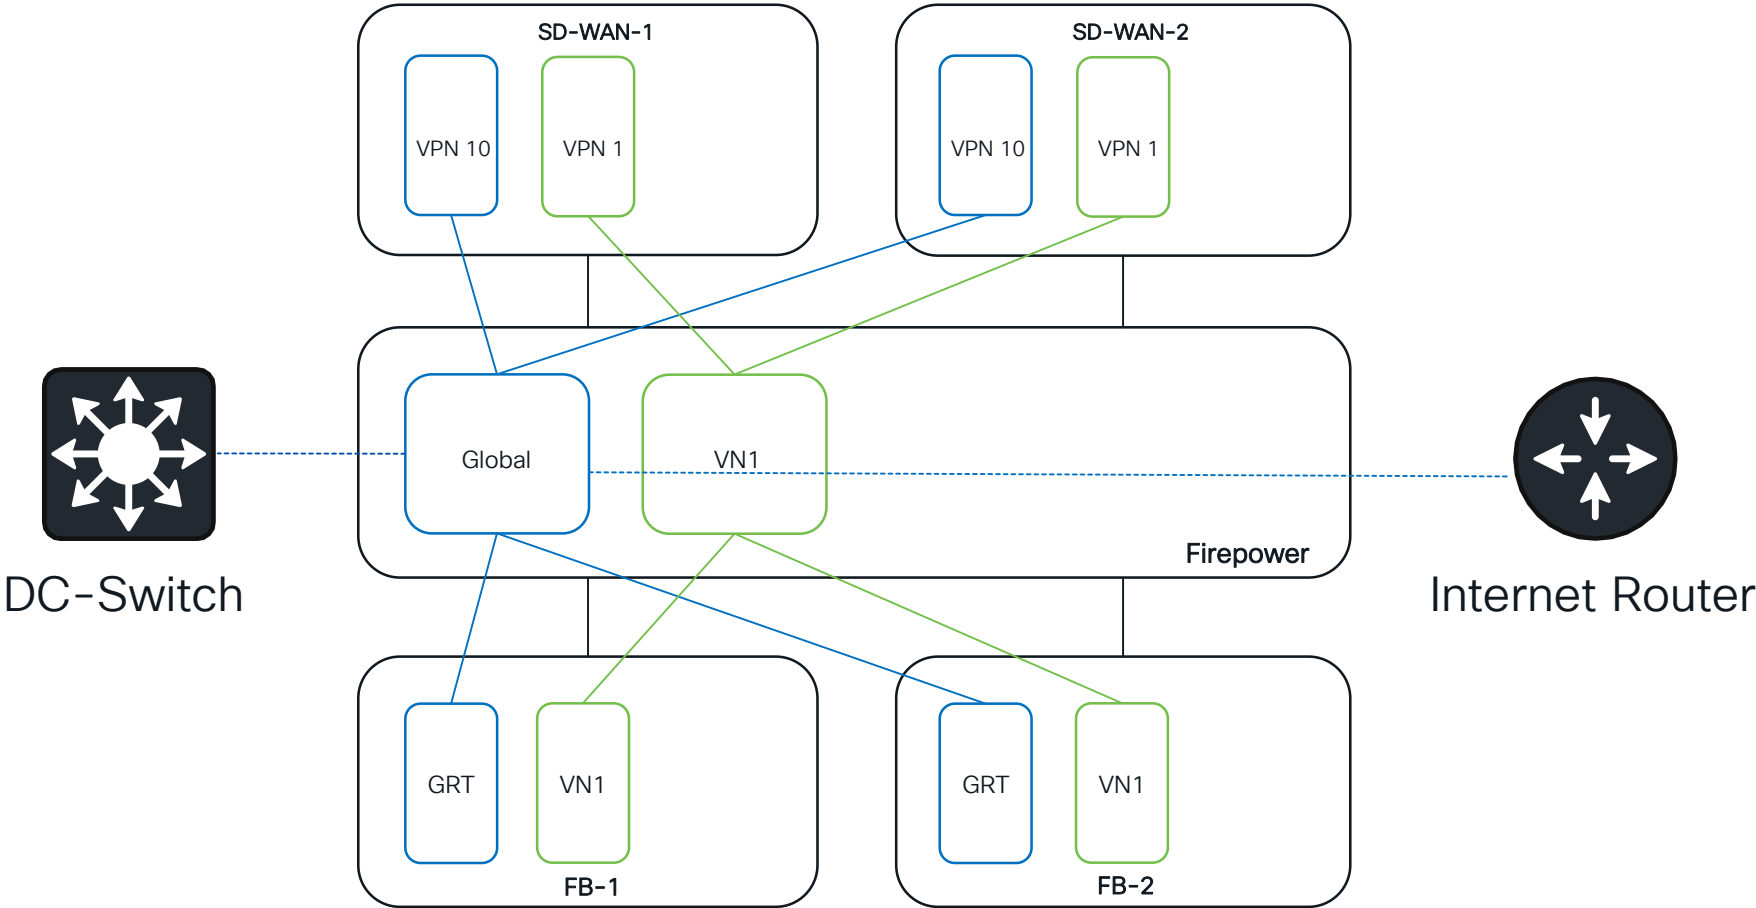 SD-WAN-1
SD-WAN-2
VPN 10
VPN 1
VPN 10
VPN 1
Global
VN1
Firepower
DC-Switch
Internet Router
GRT
VN1
GRT
VN1
FB-1
FB-2